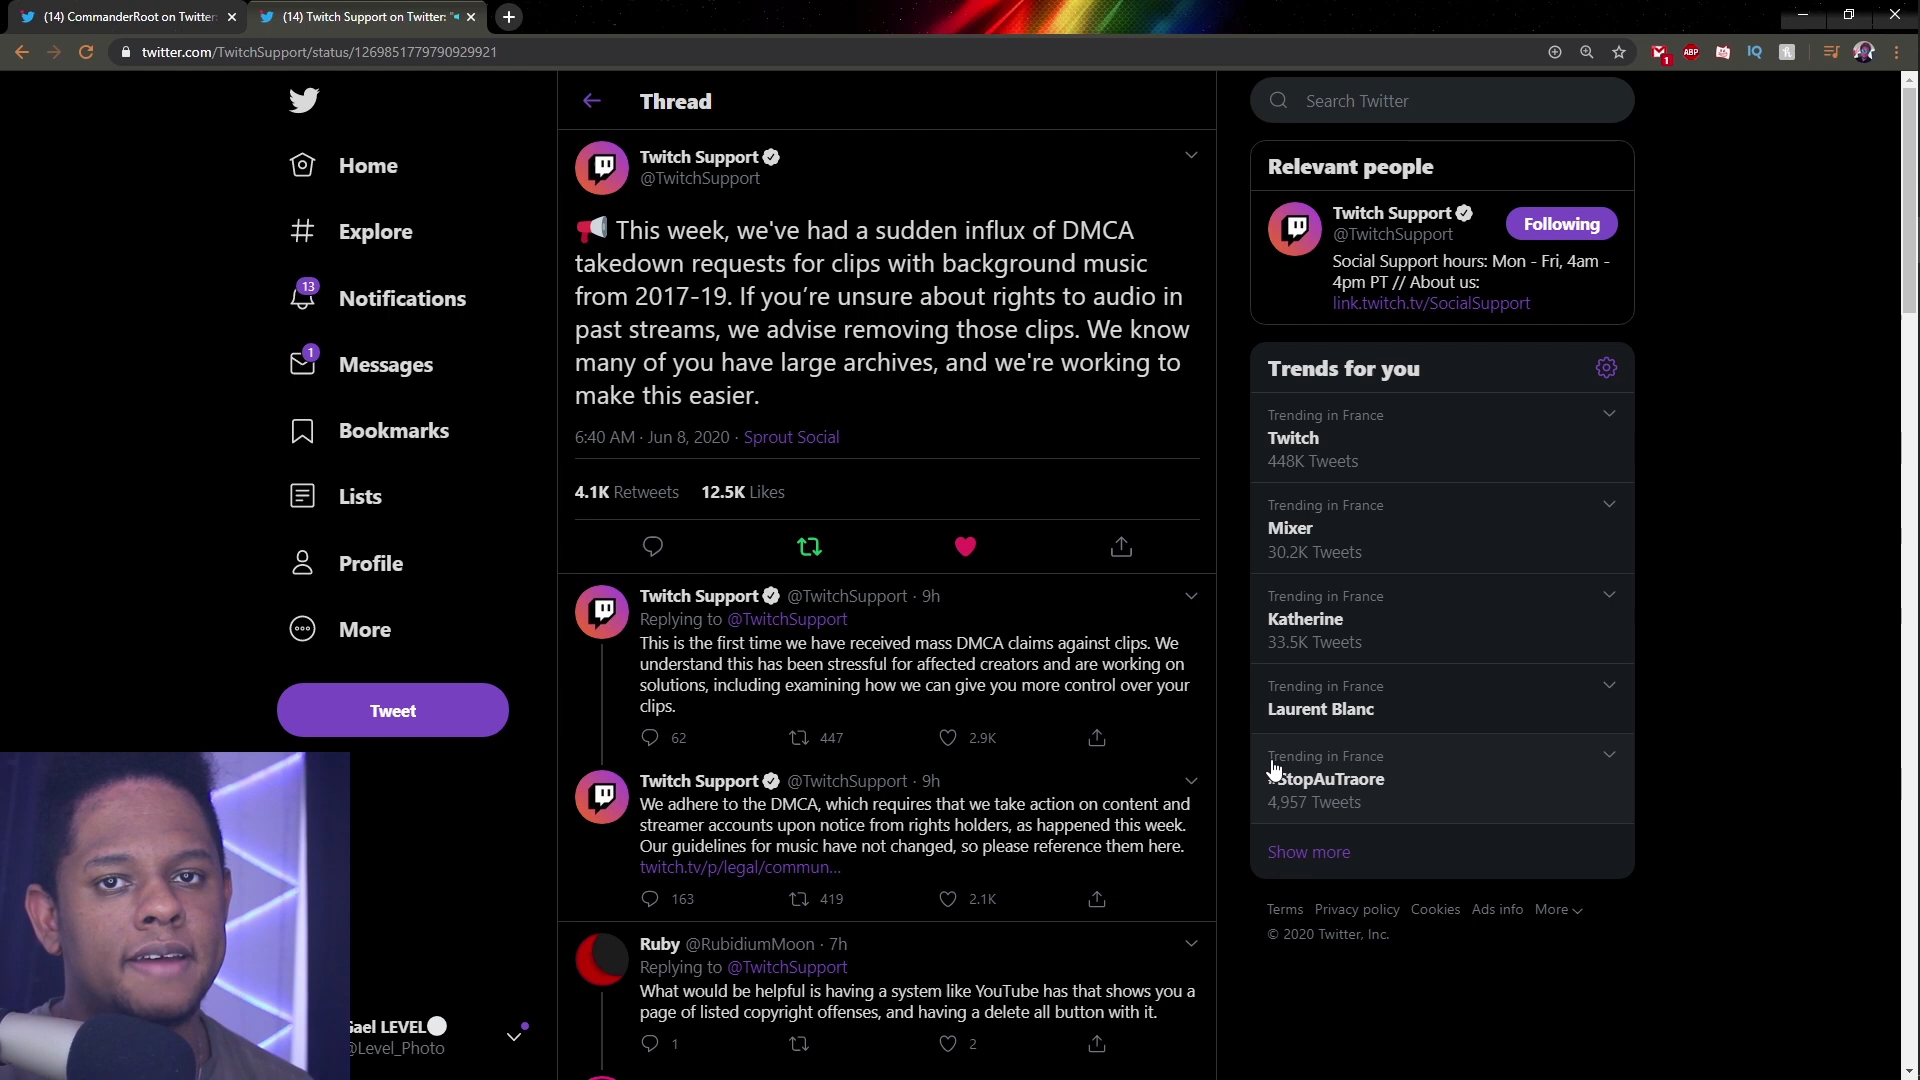 (14) CommanderRoot on Twitter:
(14) Twitch Support on Twitter: "
twitter.com/TwitchSupport/status/1269851779790929921
1
ABP
IQ
Home
Explore
13
Notifications
1
Messages
Bookmarks
Lists
Profile
More
Tweet
Gael LEVEL
@Level_Photo
Thread
Twitch Support
@TwitchSupport
This week, we've had a sudden influx of DMCA
takedown requests for clips with background music
from 2017-19. If you’re unsure about rights to audio in
past streams, we advise removing those clips. We know
many of you have large archives, and we're working to
make this easier.
6:40 AM · Jun 8, 2020 · Sprout Social
4.1K Retweets 12.5K Likes
Twitch Support @TwitchSupport · 9h
Replying to @TwitchSupport
This is the first time we have received mass DMCA claims against clips. We
understand this has been stressful for affected creators and are working on
solutions, including examining how we can give you more control over your
clips.
62 447 2.9K
Twitch Support @TwitchSupport · 9h
We adhere to the DMCA, which requires that we take action on content and
streamer accounts upon notice from rights holders, as happened this week.
Our guidelines for music have not changed, so please reference them here.
twitch.tv/p/legal/commun...
163 419 2.1K
Ruby @RubidiumMoon · 7h
Replying to @TwitchSupport
What would be helpful is having a system like YouTube has that shows you a
page of listed copyright offenses, and having a delete all button with it.
1 2
Search Twitter
Relevant people
Twitch Support
@TwitchSupport
Following
Social Support hours: Mon - Fri, 4am -
4pm PT // About us:
link.twitch.tv/SocialSupport
Trends for you
Trending in France
Twitch
448K Tweets
Trending in France
Mixer
30.2K Tweets
Trending in France
Katherine
33.5K Tweets
Trending in France
Laurent Blanc
Trending in France
#StopAuTraore
4,957 Tweets
Show more
Terms Privacy policy Cookies Ads info More
© 2020 Twitter, Inc.